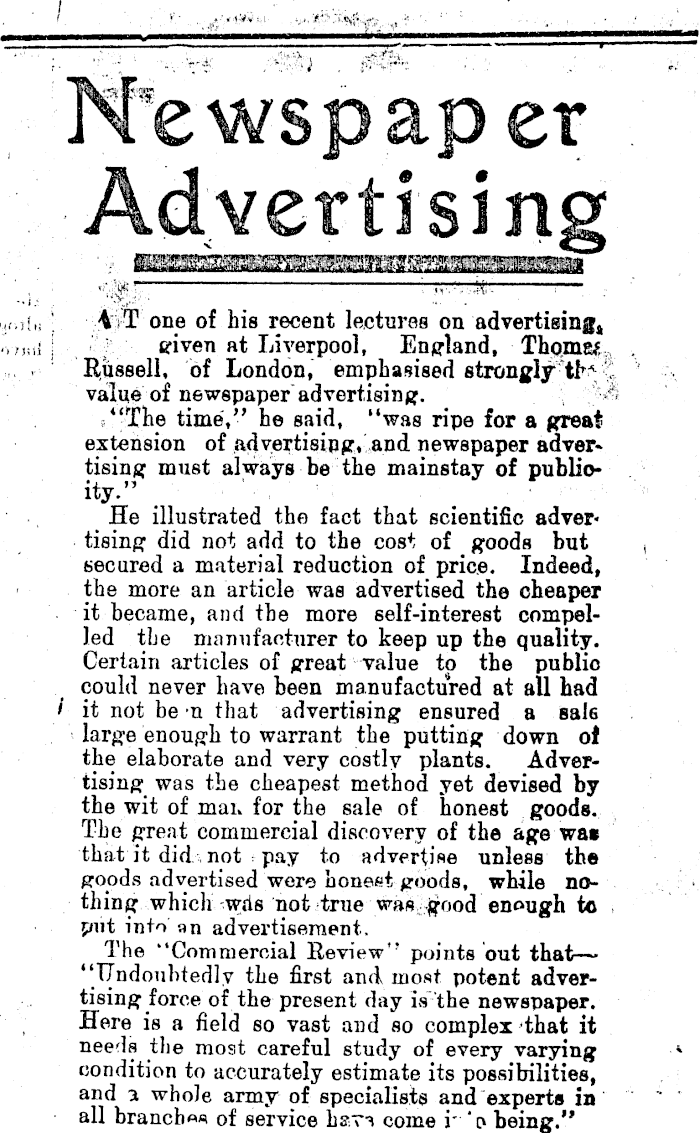 Newspaper
Advertising
AT one of his recent lectures on advertising,
given at Liverpool, England, Thomas
Russell, of London, emphasised strongly the
value of newspaper advertising.
"The time," he said, "was ripe for a great
extension of advertising, and newspaper adver-
tising must always be the mainstay of public-
ity."
He illustrated the fact that scientific adver-
tising did not add to the cost of goods but
secured a material reduction of price. Indeed,
the more an article was advertised the cheaper
it became, and the more self-interest compel-
led the manufacturer to keep up the quality.
Certain articles of great value to the public
could never have been manufactured at all had
it not been that advertising ensured a sale
large enough to warrant the putting down of
the elaborate and very costly plants. Adver-
tising was the cheapest method yet devised by
the wit of man for the sale of honest goods.
The great commercial discovery of the age was
that it did not pay to advertise unless the
goods advertised were honest goods, while no-
thing which was not true was good enough to
put into an advertisement.
The "Commercial Review" points out that—
"Undoubtedly the first and most potent adver-
tising force of the present day is the newspaper.
Here is a field so vast and so complex that it
needs the most careful study of every varying
condition to accurately estimate its possibilities,
and a whole army of specialists and experts in
all branches of service have come into being."